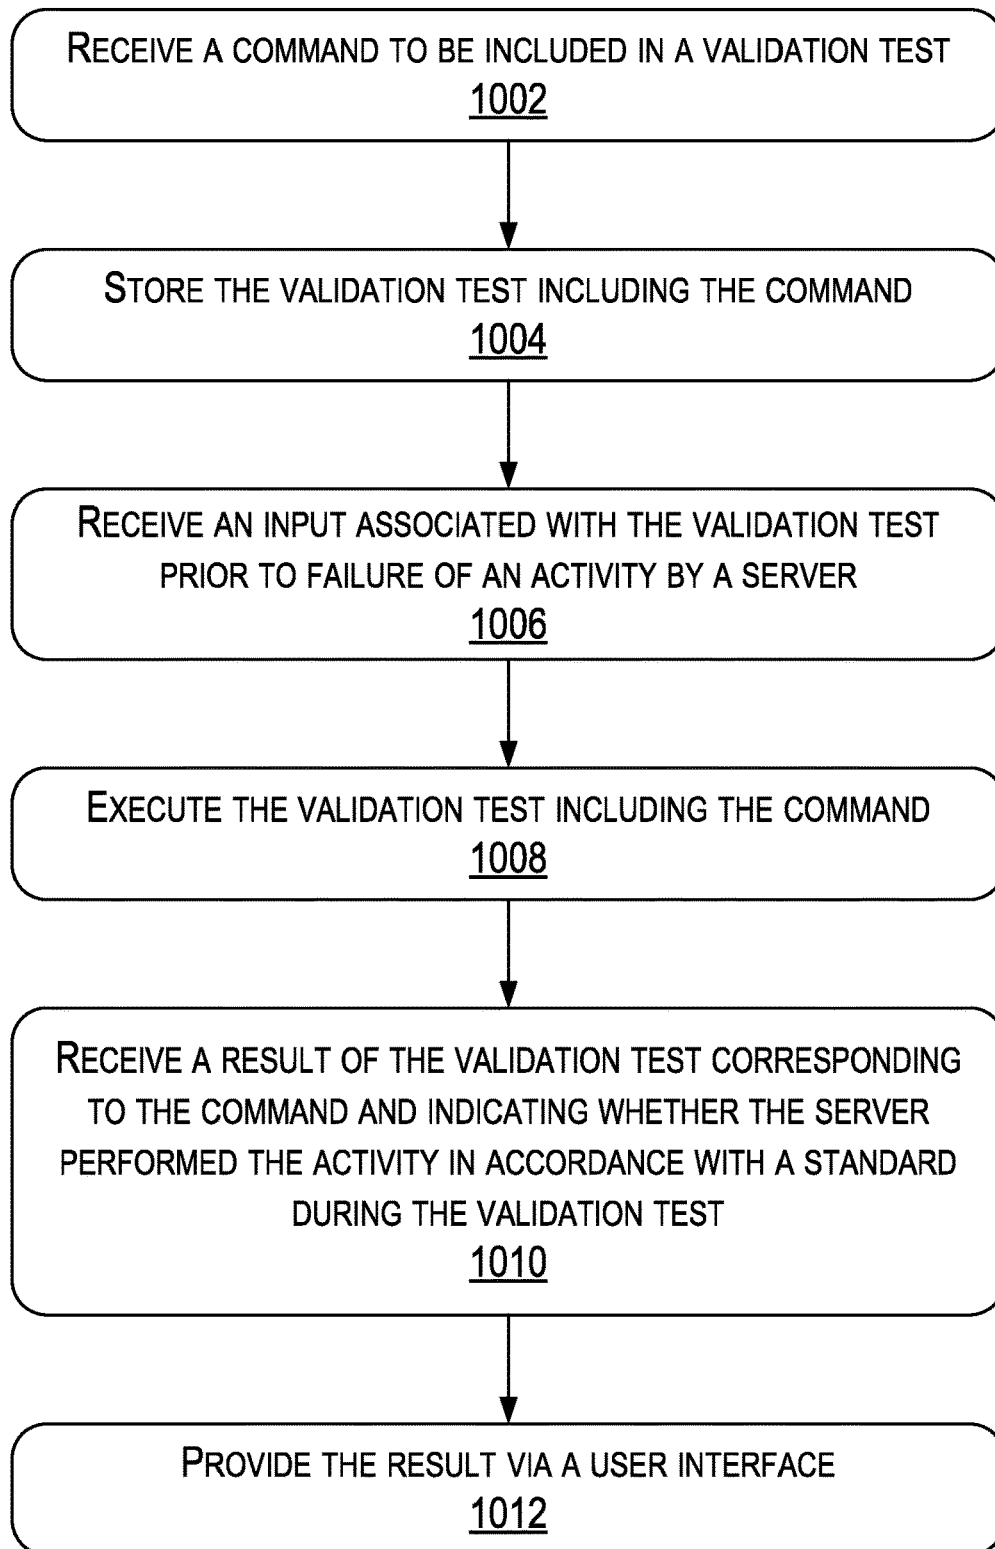 RECEIVE A COMMAND TO BE INCLUDED IN A VALIDATION TEST
1002
STORE THE VALIDATION TEST INCLUDING THE COMMAND
1004
RECEIVE AN INPUT ASSOCIATED WITH THE VALIDATION TEST
PRIOR TO FAILURE OF AN ACTIVITY BY A SERVER
1006
EXECUTE THE VALIDATION TEST INCLUDING THE COMMAND
1008
RECEIVE A RESULT OF THE VALIDATION TEST CORRESPONDING
TO THE COMMAND AND INDICATING WHETHER THE SERVER
PERFORMED THE ACTIVITY IN ACCORDANCE WITH A STANDARD
DURING THE VALIDATION TEST
1010
PROVIDE THE RESULT VIA A USER INTERFACE
1012